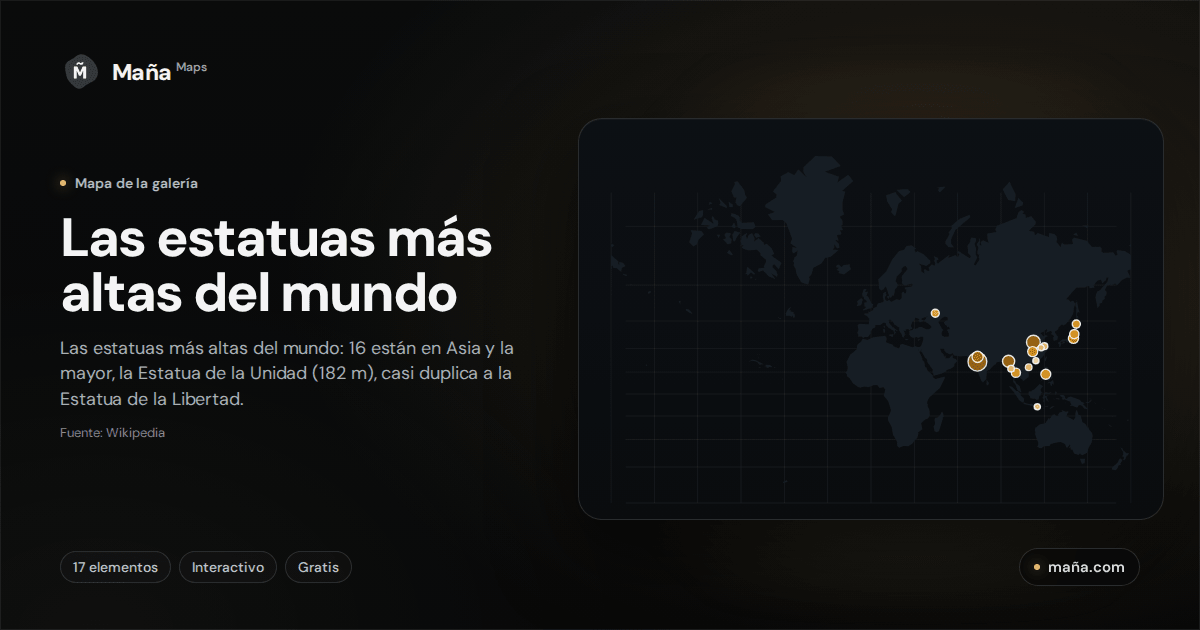 M̃
Maña Maps
Mapa de la galería
Las estatuas más
altas del mundo
Las estatuas más altas del mundo: 16 están en Asia y la
mayor, la Estatua de la Unidad (182 m), casi duplica a la
Estatua de la Libertad.
Fuente: Wikipedia
17 elementos
Interactivo
Gratis
maña.com